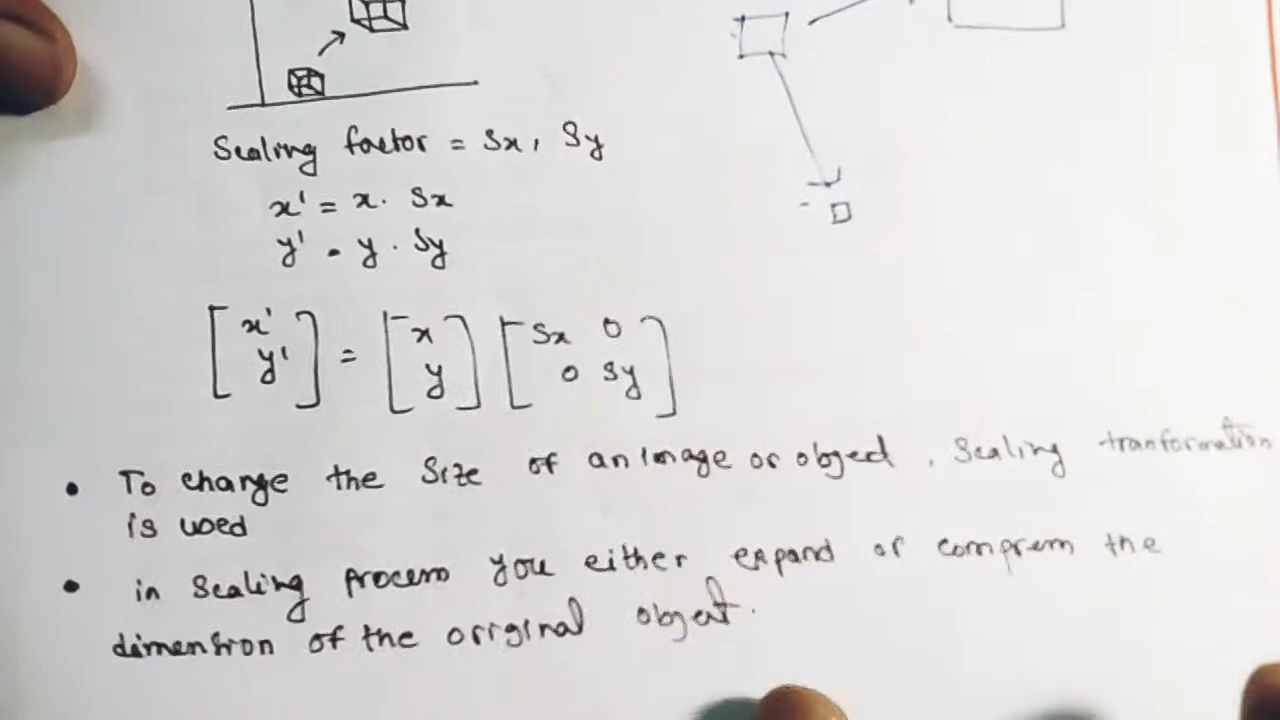 Scaling factor = Sx, Sy
x' = x. Sx
y' = y. Sy
[x' y'] = [x y] [Sx 0 0 Sy]
• To change the Size of an image or object, Scaling tranformation
is used
• in Scaling process you either expand or compress the
dimension of the original object.